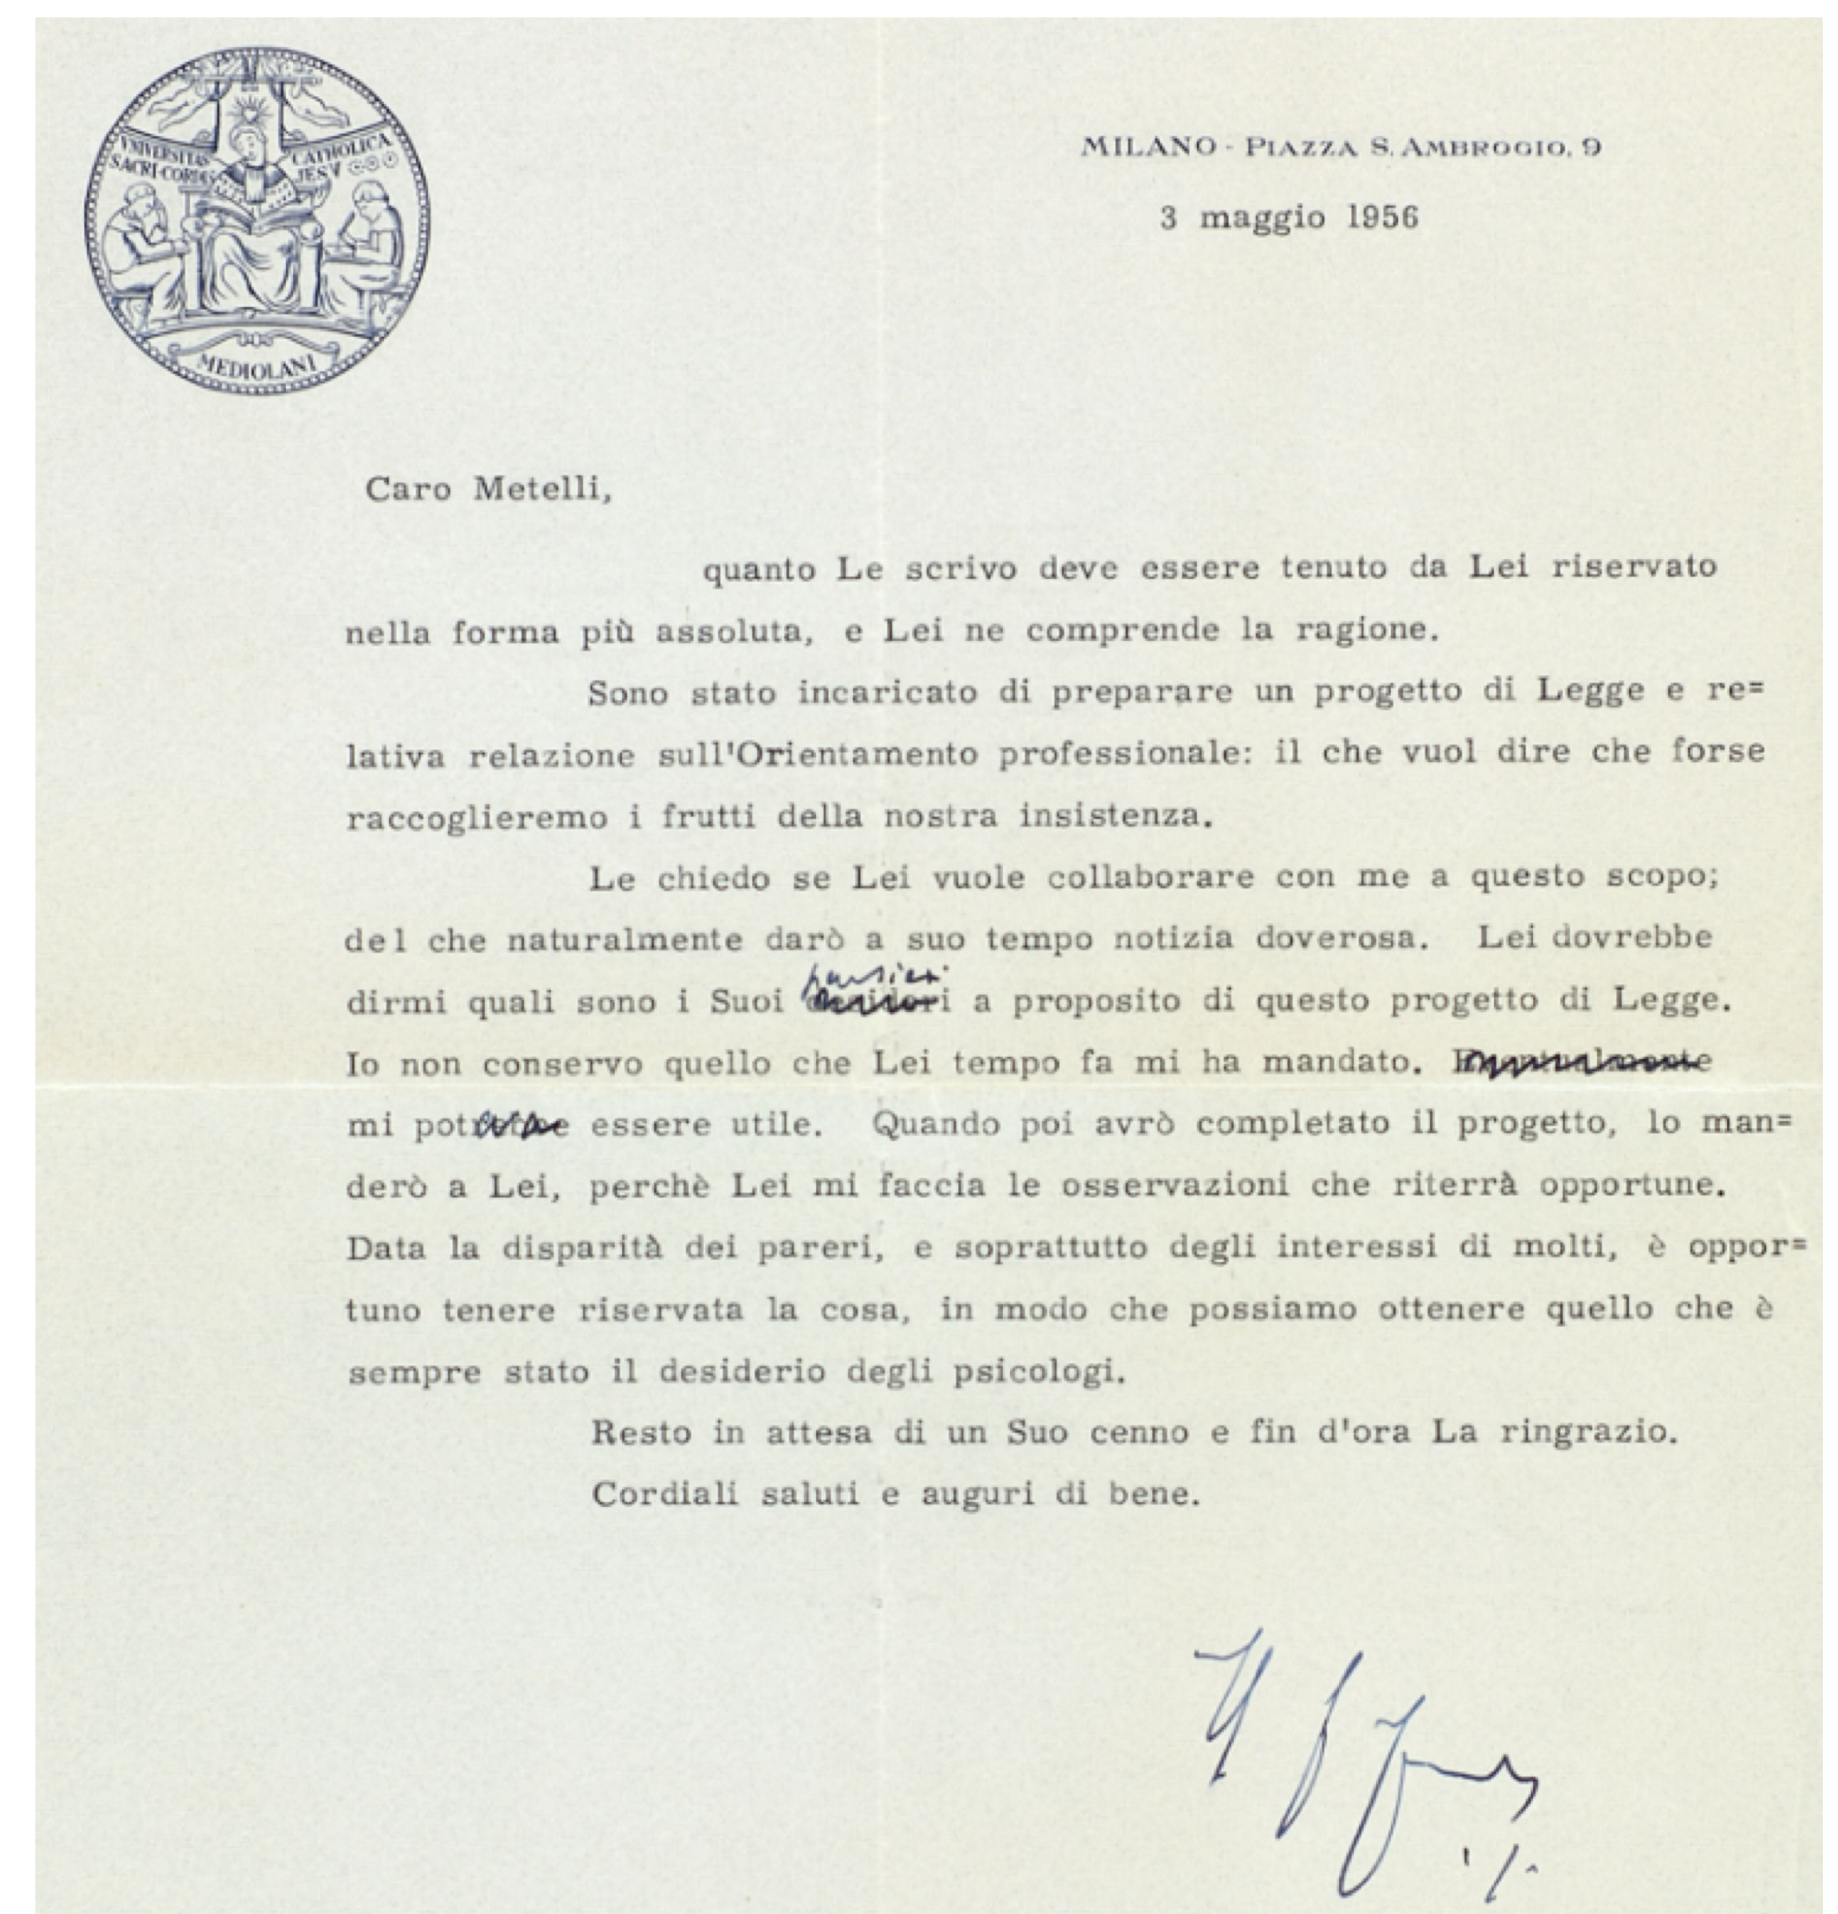 VNIVERSITAS CATHOLICA
SACRI·CORDIS JESV
MEDIOLANI
MILANO - PIAZZA S. AMBROGIO, 9
3 maggio 1956
Caro Metelli,
quanto Le scrivo deve essere tenuto da Lei riservato
nella forma più assoluta, e Lei ne comprende la ragione.
Sono stato incaricato di preparare un progetto di Legge e re=
lativa relazione sull'Orientamento professionale: il che vuol dire che forse
raccoglieremo i frutti della nostra insistenza.
Le chiedo se Lei vuole collaborare con me a questo scopo;
del che naturalmente darò a suo tempo notizia doverosa. Lei dovrebbe
pensieri
dirmi quali sono i Suoi a proposito di questo progetto di Legge.
Io non conservo quello che Lei tempo fa mi ha mandato. Eventualmente
mi potrebbe essere utile. Quando poi avrò completato il progetto, lo man=
derò a Lei, perchè Lei mi faccia le osservazioni che riterrà opportune.
Data la disparità dei pareri, e soprattutto degli interessi di molti, è oppor=
tuno tenere riservata la cosa, in modo che possiamo ottenere quello che è
sempre stato il desiderio degli psicologi.
Resto in attesa di un Suo cenno e fin d'ora La ringrazio.
Cordiali saluti e auguri di bene.